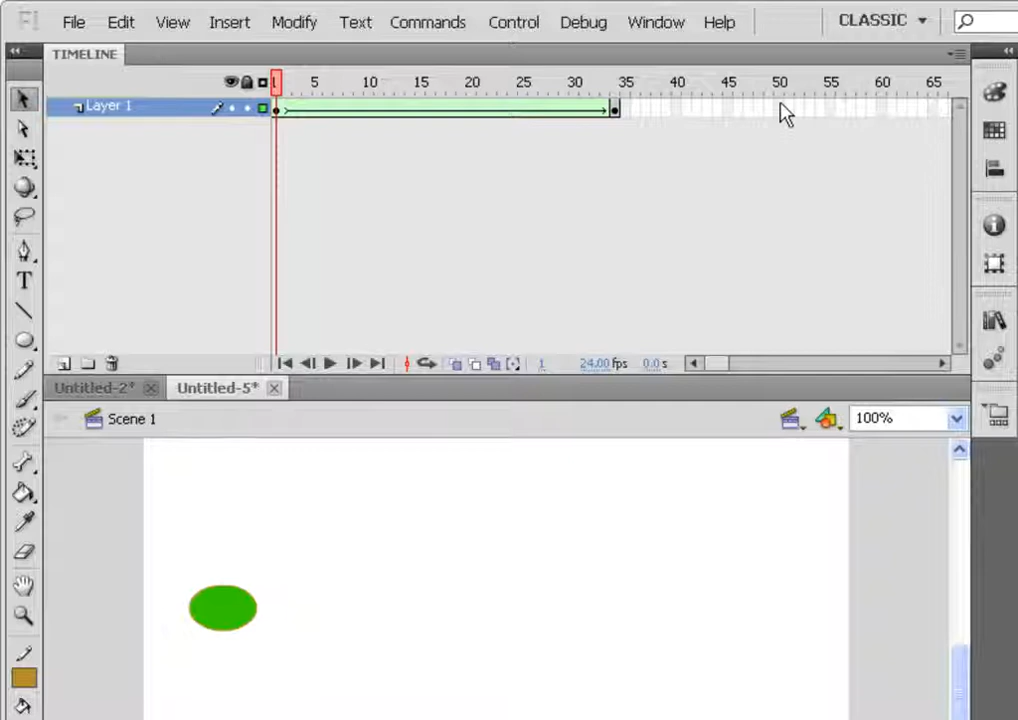 Fl File Edit View Insert Modify Text Commands Control Debug Window Help CLASSIC
TIMELINE
1 5 10 15 20 25 30 35 40 45 50 55 60 65
Layer 1
1 24.00 fps 0.0 s
Untitled-2* Untitled-5*
Scene 1 100%
T